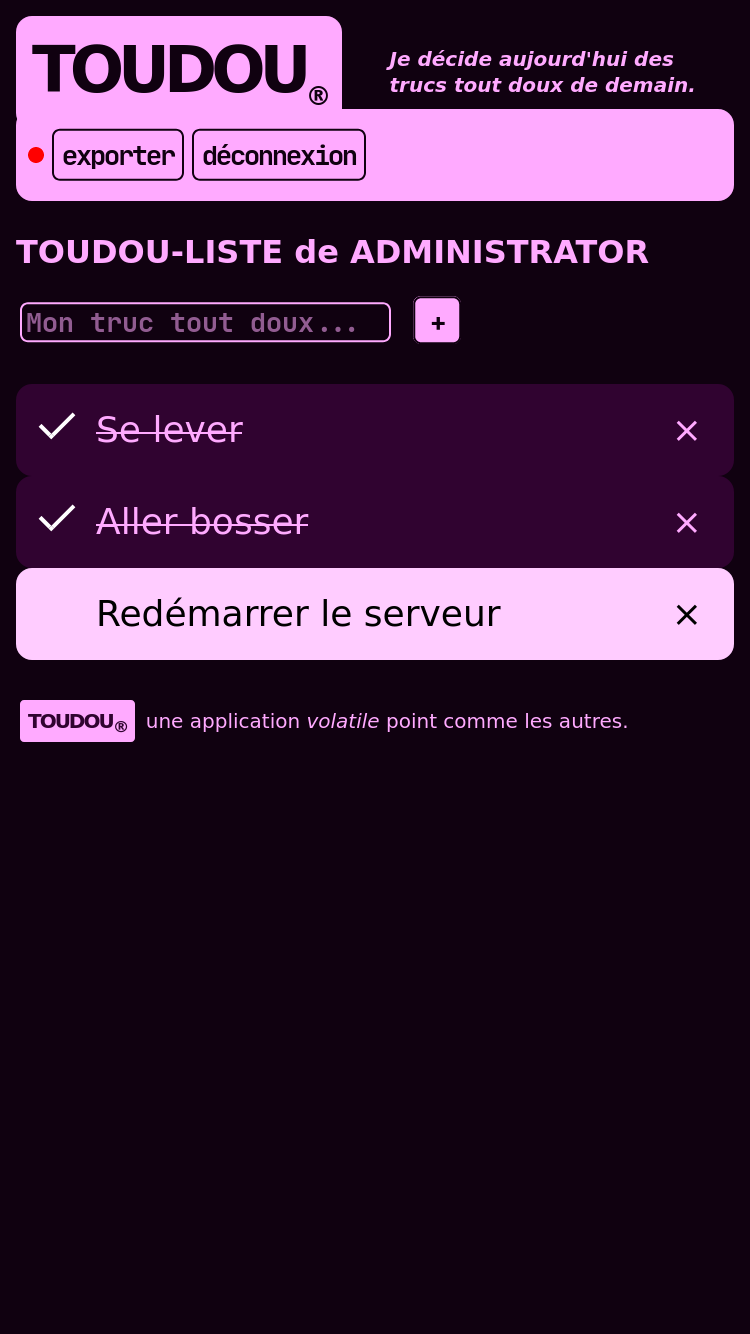 TOUDOU®
Je décide aujourd'hui des
trucs tout doux de demain.
exporter déconnexion
TOUDOU-LISTE de ADMINISTRATOR
Mon truc tout doux... +
Se lever ×
Aller bosser ×
Redémarrer le serveur ×
TOUDOU® une application volatile point comme les autres.